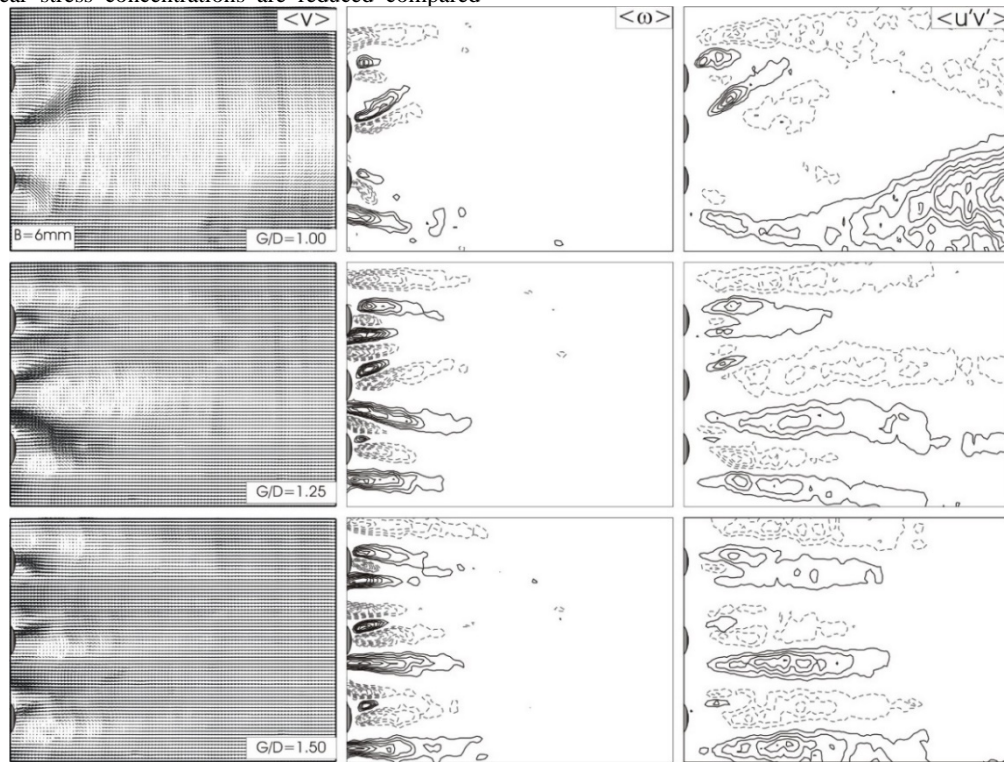 ear stress concentrations are reduced compared
<v>
<ω>
<u'v'>
B=6mm
G/D=1.00
G/D=1.25
G/D=1.50